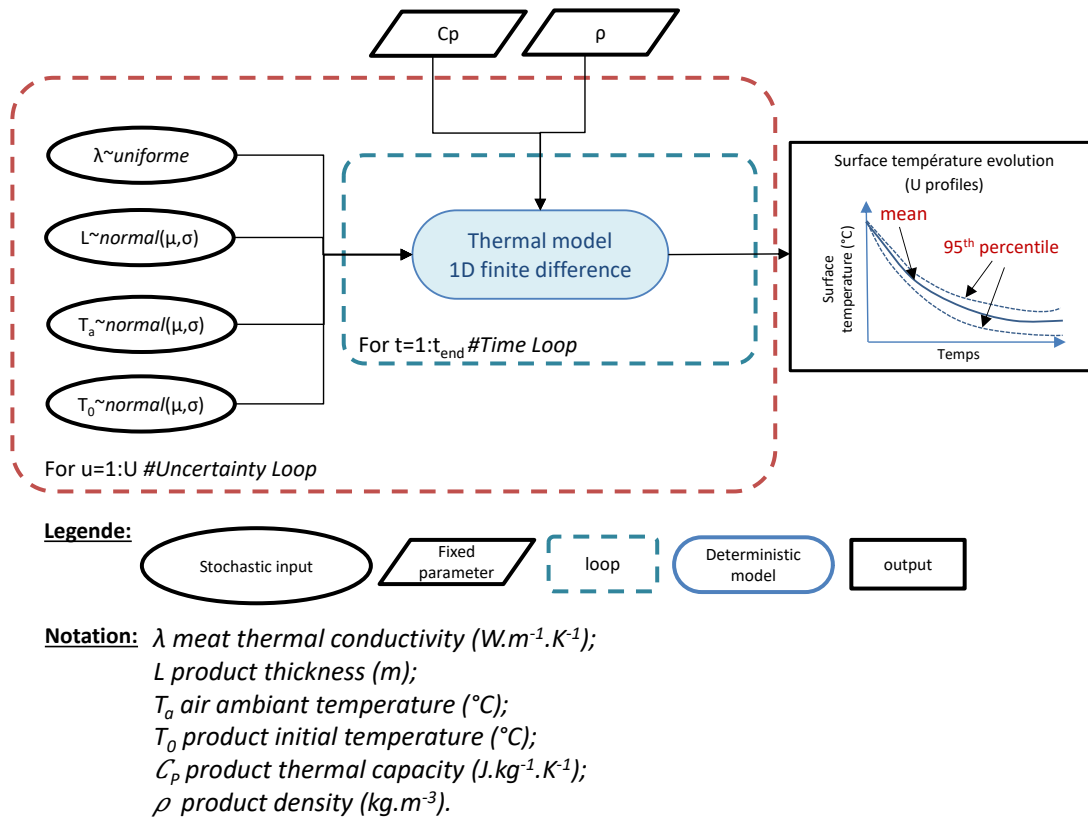 Cp
ρ
λ~uniforme
L~normal(μ,σ)
Tₐ~normal(μ,σ)
T₀~normal(μ,σ)
Thermal model
1D finite difference
For t=1:tend #Time Loop
For u=1:U #Uncertainty Loop
Surface température evolution
(U profiles)
mean
95th percentile
Surface
temperature (°C)
Temps
Legende:
Stochastic input
Fixed
parameter
loop
Deterministic
model
output
Notation: λ meat thermal conductivity (W.m⁻¹.K⁻¹);
L product thickness (m);
Tₐ air ambiant temperature (°C);
T₀ product initial temperature (°C);
CP product thermal capacity (J.kg⁻¹.K⁻¹);
ρ product density (kg.m⁻³).